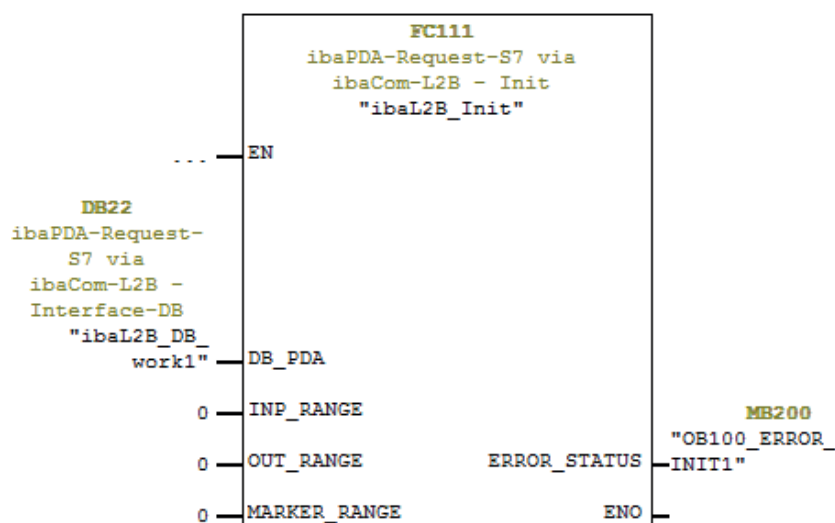 FC111
ibaPDA-Request-S7 via
ibaCom-L2B - Init
"ibaL2B_Init"
... EN
DB22
ibaPDA-Request-
S7 via
ibaCom-L2B -
Interface-DB
"ibaL2B_DB_
work1" DB_PDA
0 INP_RANGE
MB200
"OB100_ERROR_
0 OUT_RANGE ERROR_STATUS INIT1"
0 MARKER_RANGE ENO